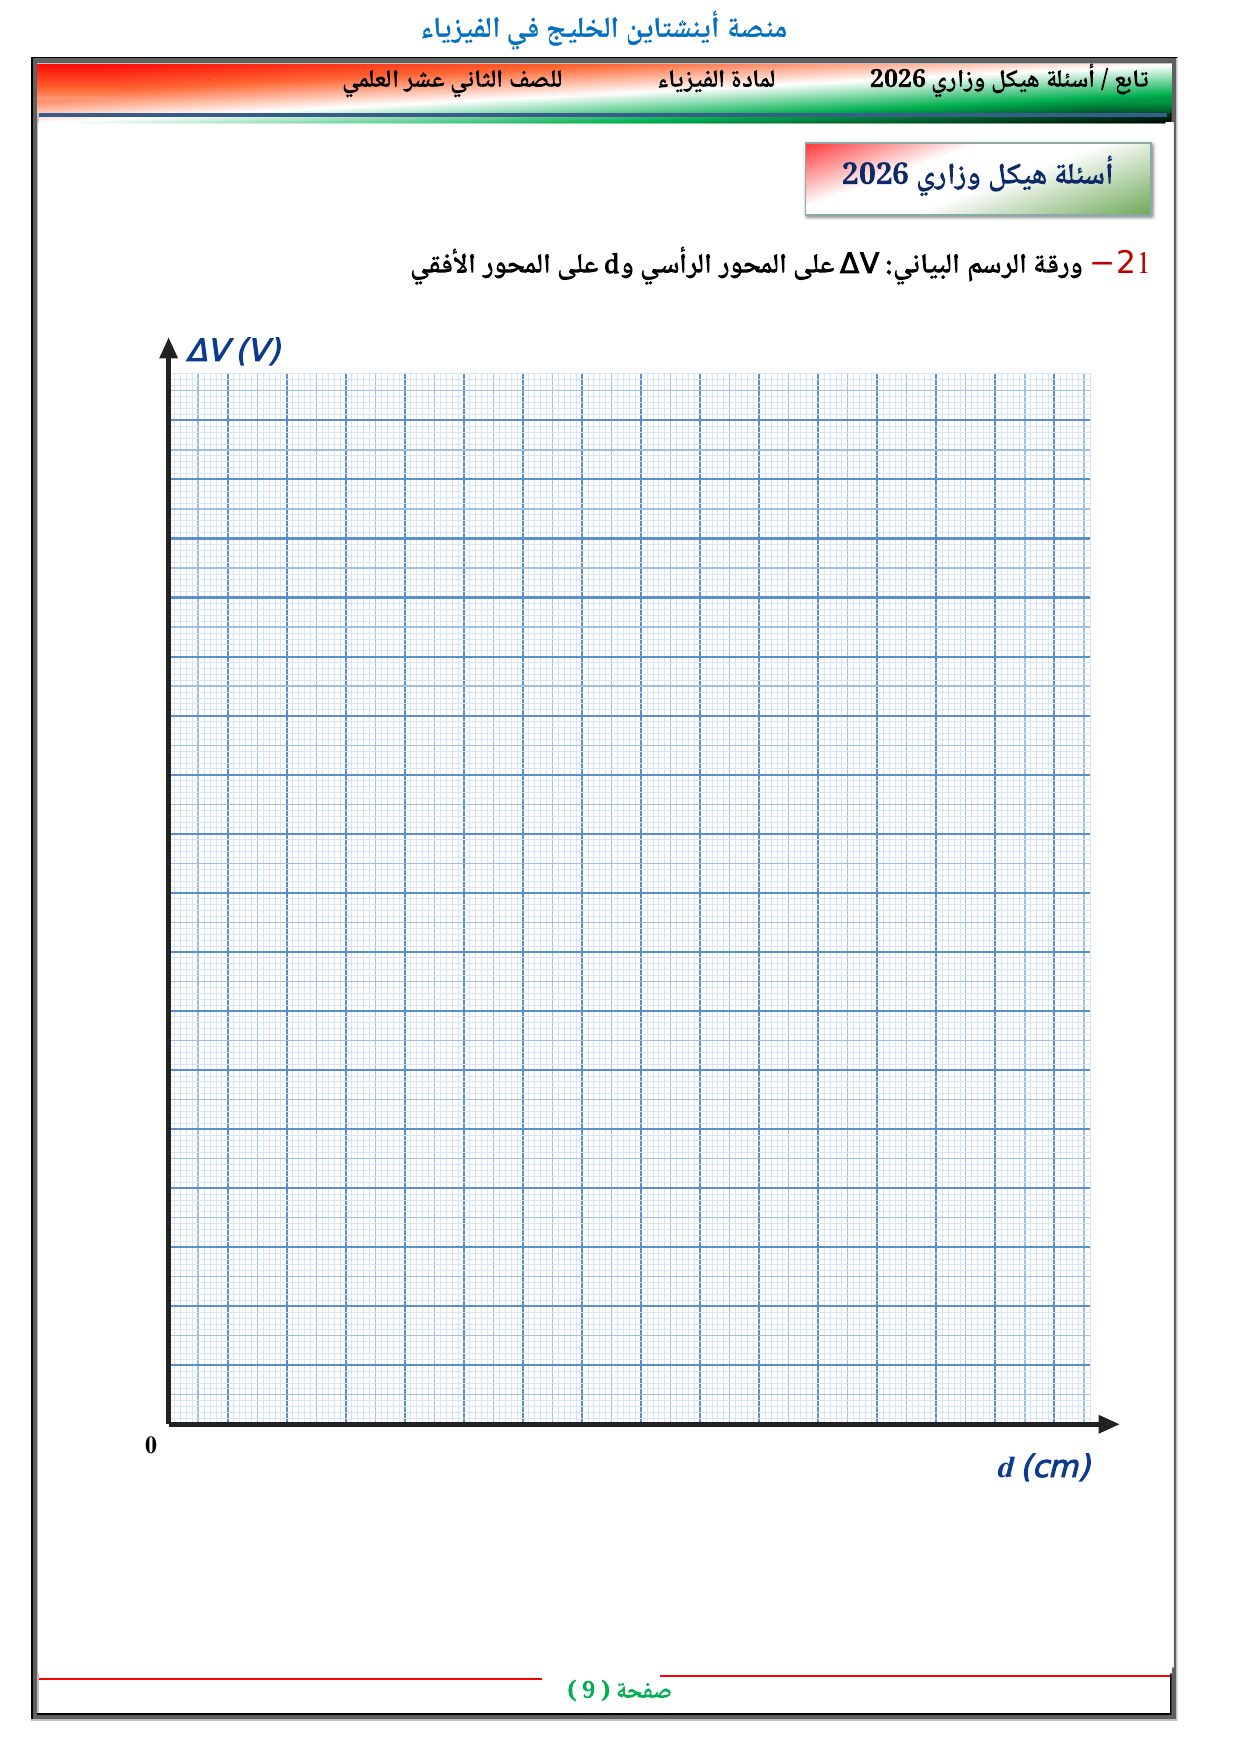 منصة أينشتاين الخليج في الفيزياء
تابع / أسئلة هيكل وزاري 2026 لمادة الفيزياء للصف الثاني عشر العلمي
أسئلة هيكل وزاري 2026
21− ورقة الرسم البياني: ΔV على المحور الرأسي وd على المحور الأفقي
ΔV (V)
0
d (cm)
صفحة ( 9 )